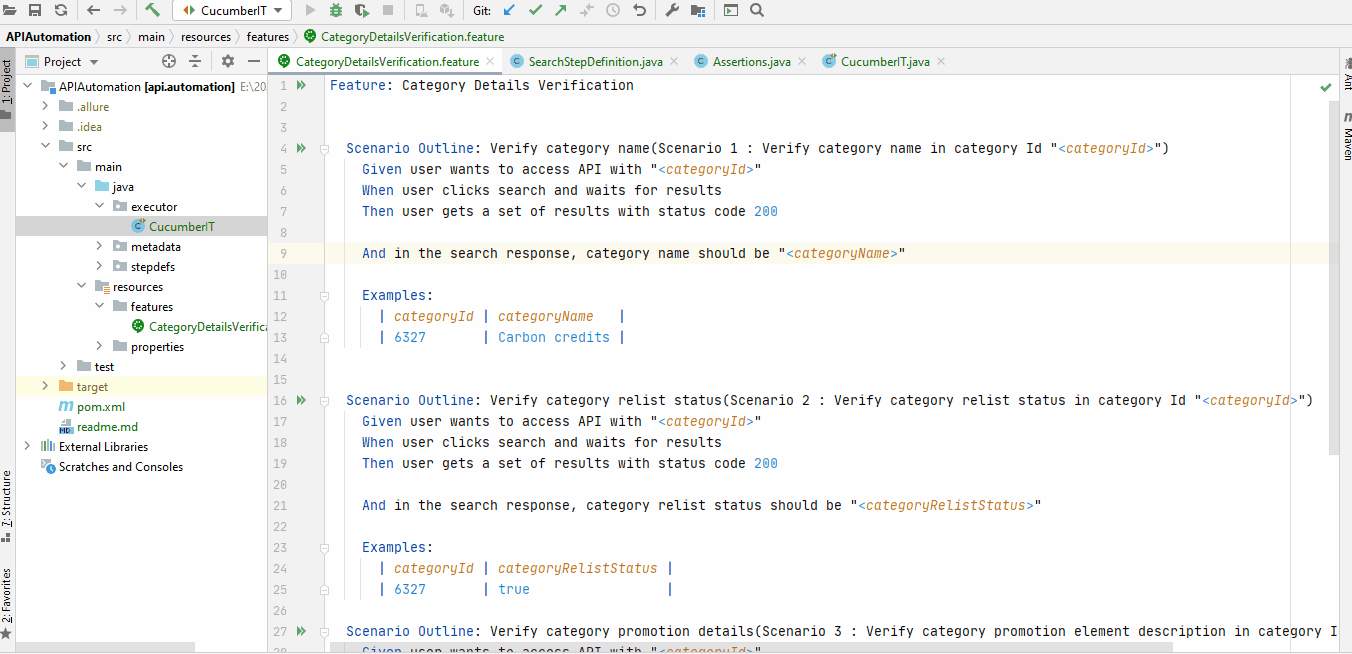 CucumberIT
Git:
APIAutomation src main resources features CategoryDetailsVerification.feature
Project
CategoryDetailsVerification.feature
SearchStepDefinition.java
Assertions.java
CucumberIT.java
1: Project
7: Structure
2: Favorites
Ant
Maven
APIAutomation [api.automation] E:\20
.allure
.idea
src
main
java
executor
CucumberIT
metadata
stepdefs
resources
features
CategoryDetailsVerifica
properties
test
target
pom.xml
readme.md
External Libraries
Scratches and Consoles
1 Feature: Category Details Verification
2
3
4 Scenario Outline: Verify category name(Scenario 1 : Verify category name in category Id "<categoryId>")
5 Given user wants to access API with "<categoryId>"
6 When user clicks search and waits for results
7 Then user gets a set of results with status code 200
8
9 And in the search response, category name should be "<categoryName>"
10
11 Examples:
12 | categoryId | categoryName |
13 | 6327 | Carbon credits |
14
15
16 Scenario Outline: Verify category relist status(Scenario 2 : Verify category relist status in category Id "<categoryId>")
17 Given user wants to access API with "<categoryId>"
18 When user clicks search and waits for results
19 Then user gets a set of results with status code 200
20
21 And in the search response, category relist status should be "<categoryRelistStatus>"
22
23 Examples:
24 | categoryId | categoryRelistStatus |
25 | 6327 | true |
26
27 Scenario Outline: Verify category promotion details(Scenario 3 : Verify category promotion element description in category I
28 Given user wants to access API with "<categoryId>"